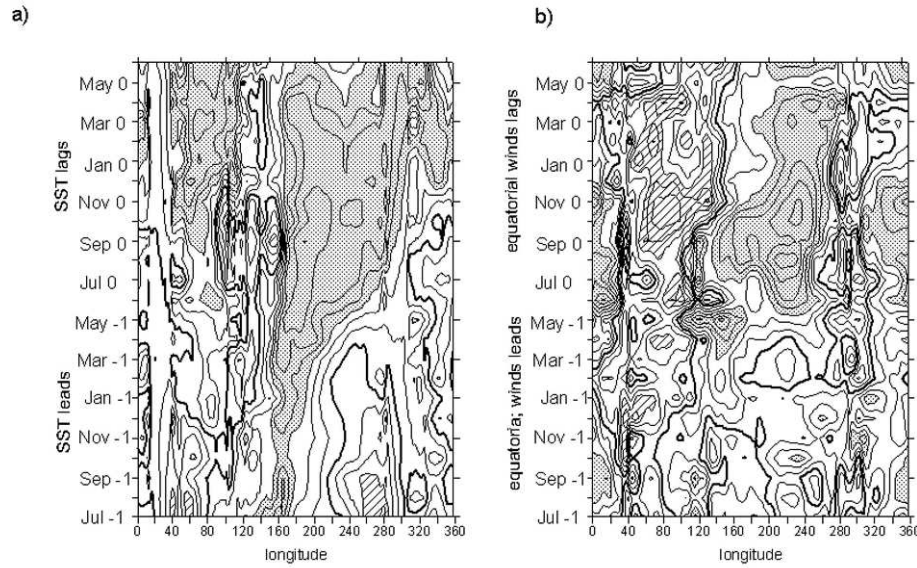 a)
SST lags
SST leads
May 0
Mar 0
Jan 0
Nov 0
Sep 0
Jul 0
May -1
Mar -1
Jan -1
Nov -1
Sep -1
Jul -1
0 40 80 120 160 200 240 280 320 360
longitude
b)
equatorial winds lags
equatoria; winds leads
May 0
Mar 0
Jan 0
Nov 0
Sep 0
Jul 0
May -1
Mar -1
Jan -1
Nov -1
Sep -1
Jul -1
0 40 80 120 160 200 240 280 320 360
longitude